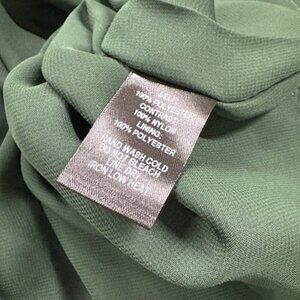 SELF:
100% POLYESTER
CONTRAST:
100% NYLON
LINING:
100% POLYESTER
HAND WASH COLD
DO NOT BLEACH
LINE DRY
IRON LOW HEAT